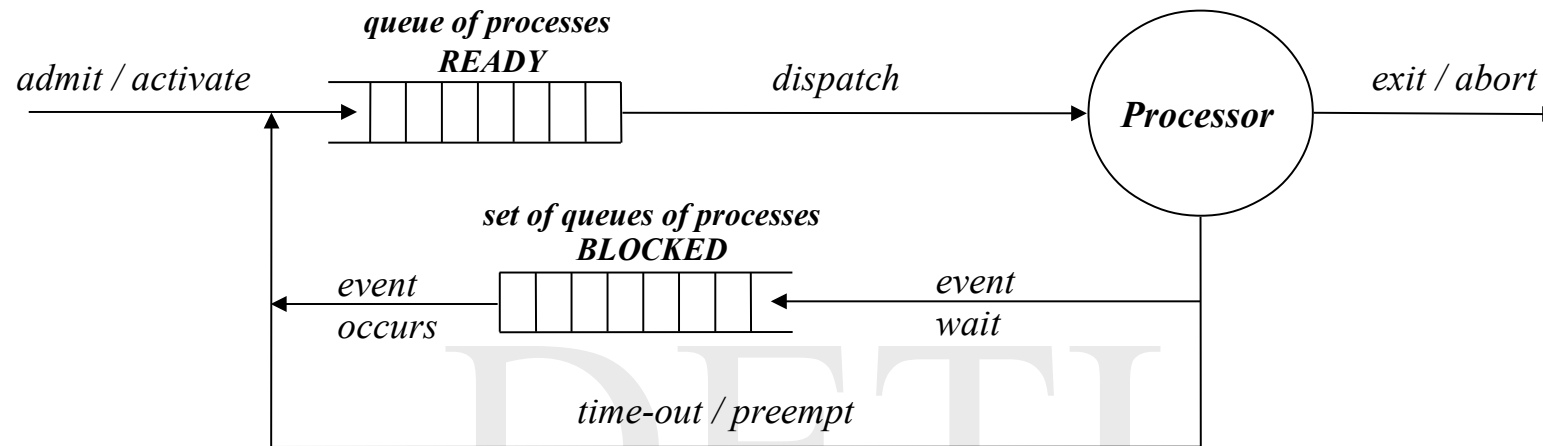 queue of processes
READY
admit / activate
dispatch
exit / abort
Processor
set of queues of processes
BLOCKED
event
occurs
event
wait
time-out / preempt
DETI